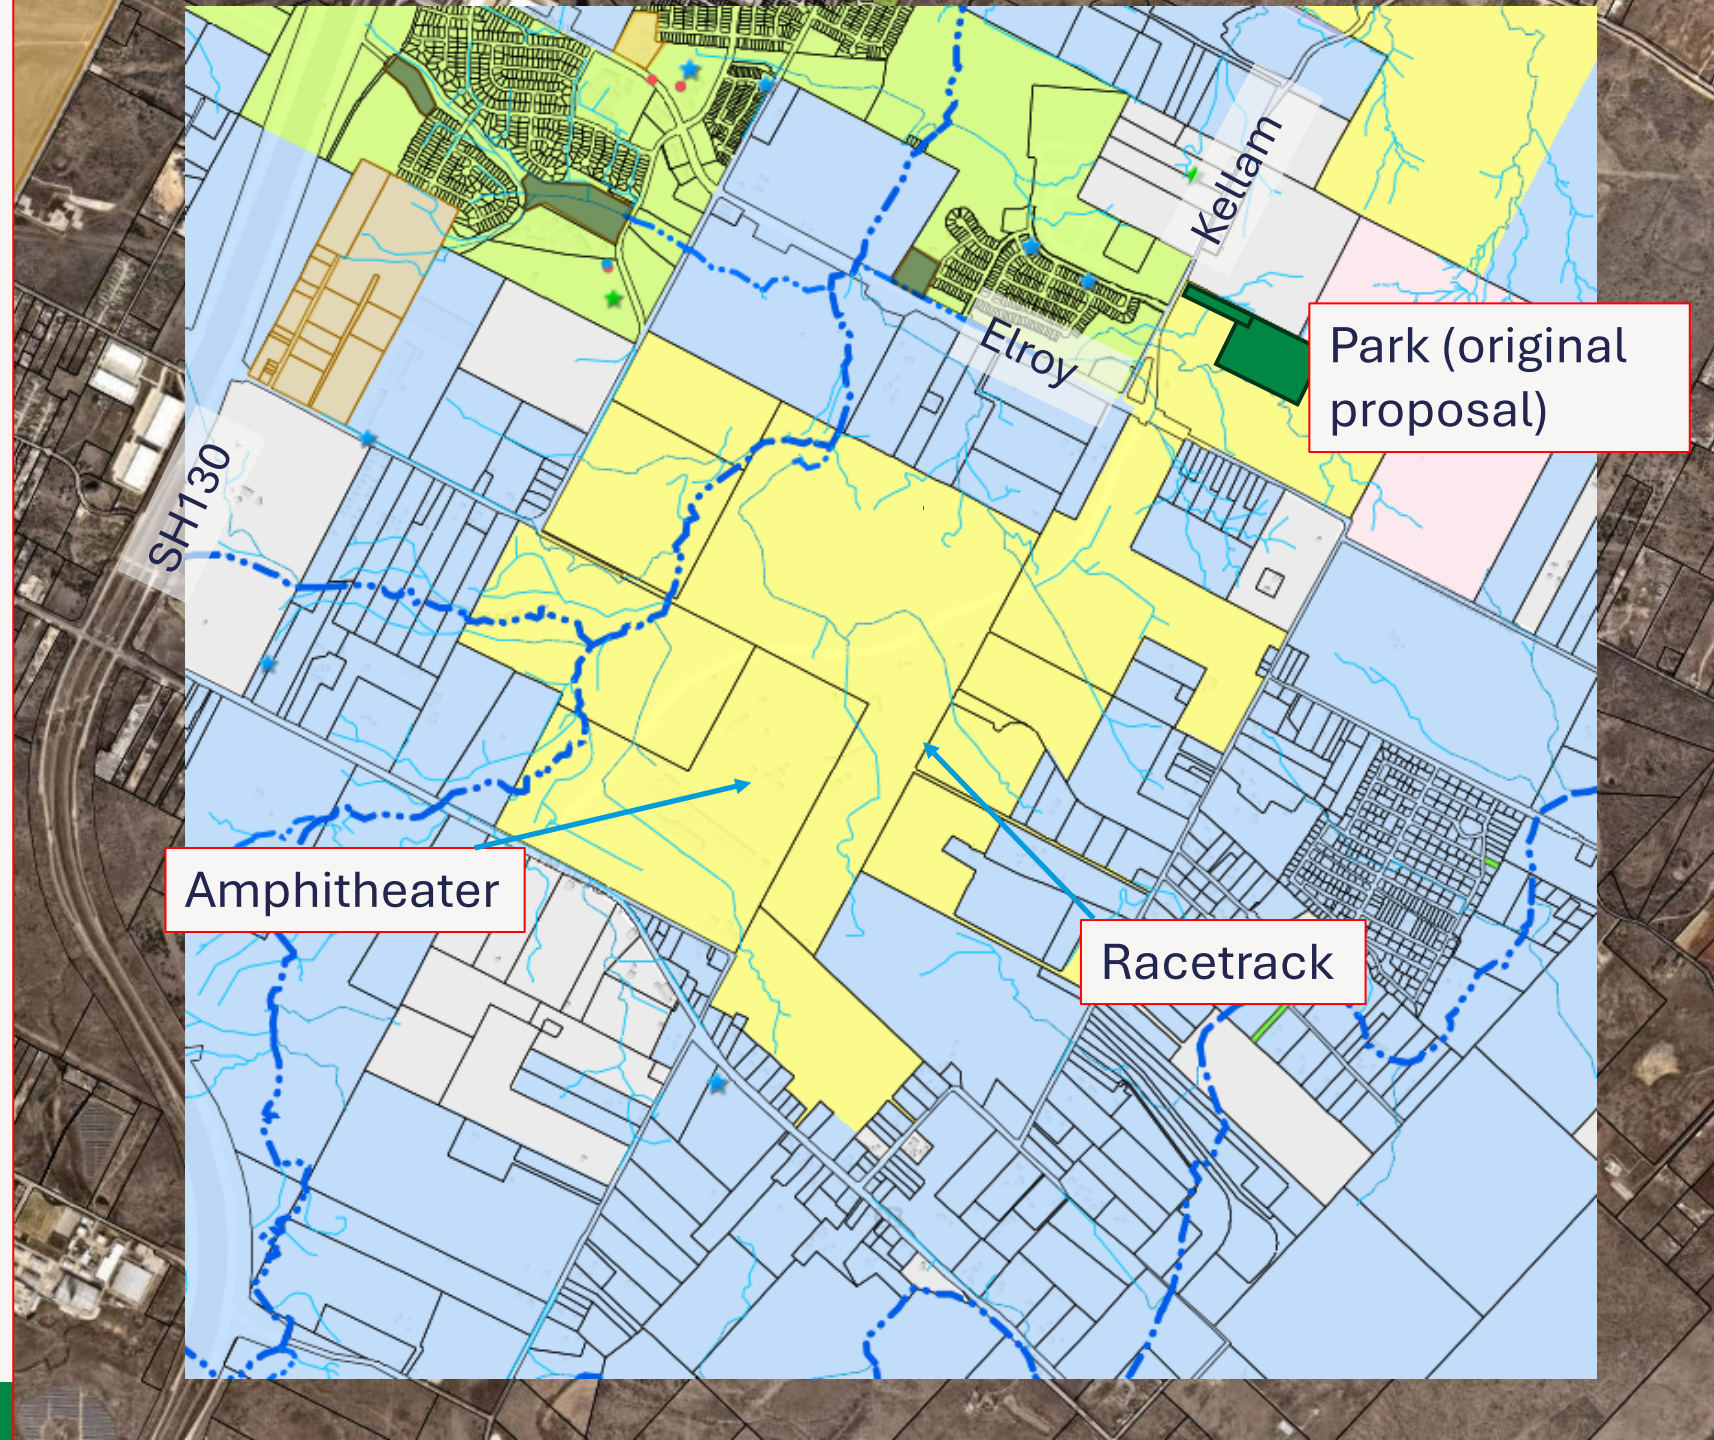 Kellam
Elroy
Park (original
proposal)
SH130
Amphitheater
Racetrack